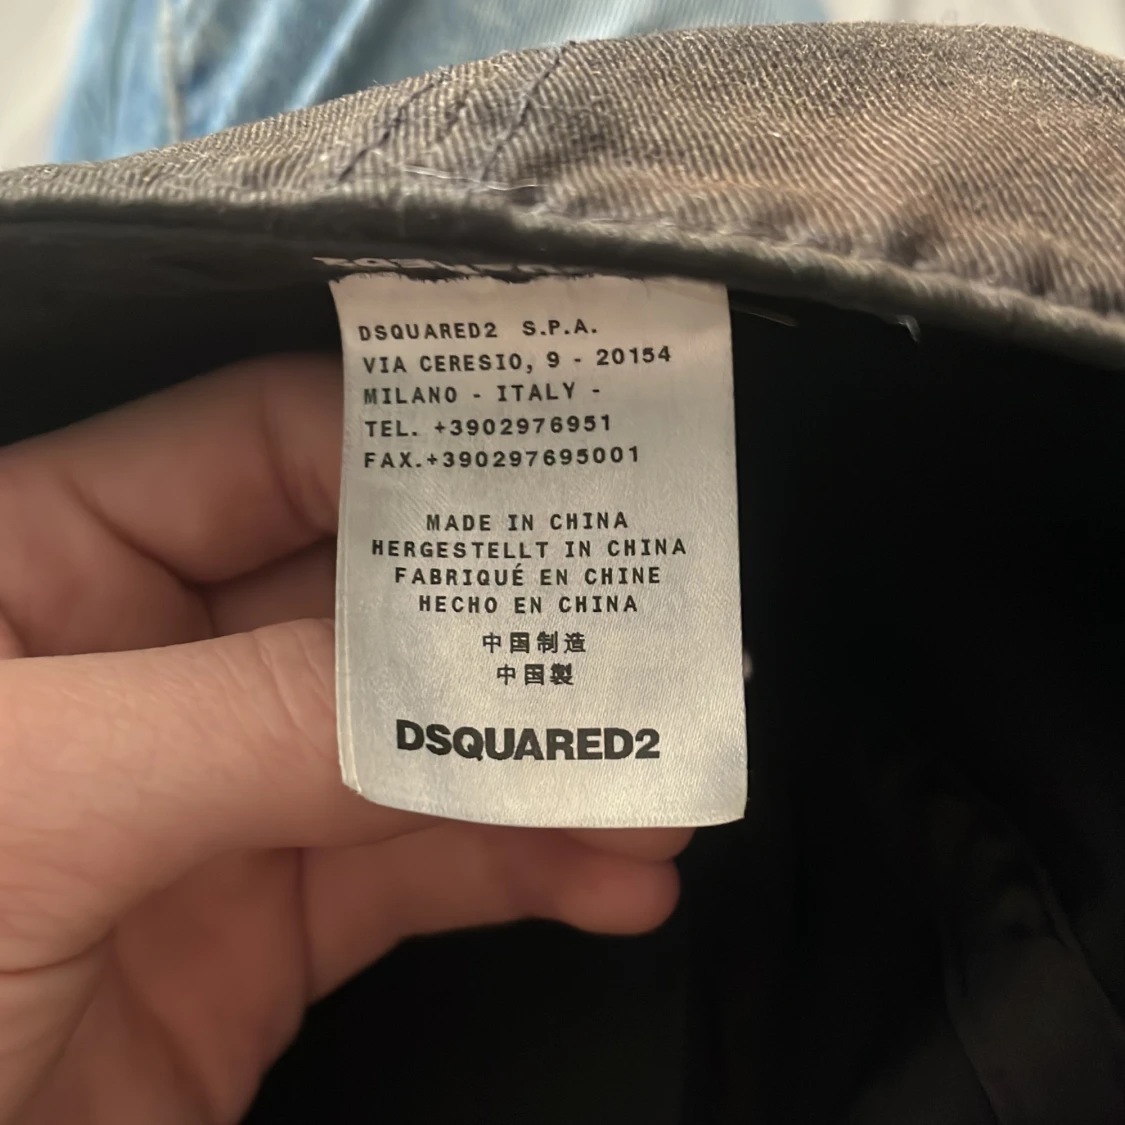 DSQUARED2 S.P.A.
VIA CERESIO, 9 - 20154
MILANO - ITALY -
TEL. +3902976951
FAX.+390297695001
MADE IN CHINA
HERGESTELLT IN CHINA
FABRIQUÉ EN CHINE
HECHO EN CHINA
中国制造
中国製
DSQUARED2